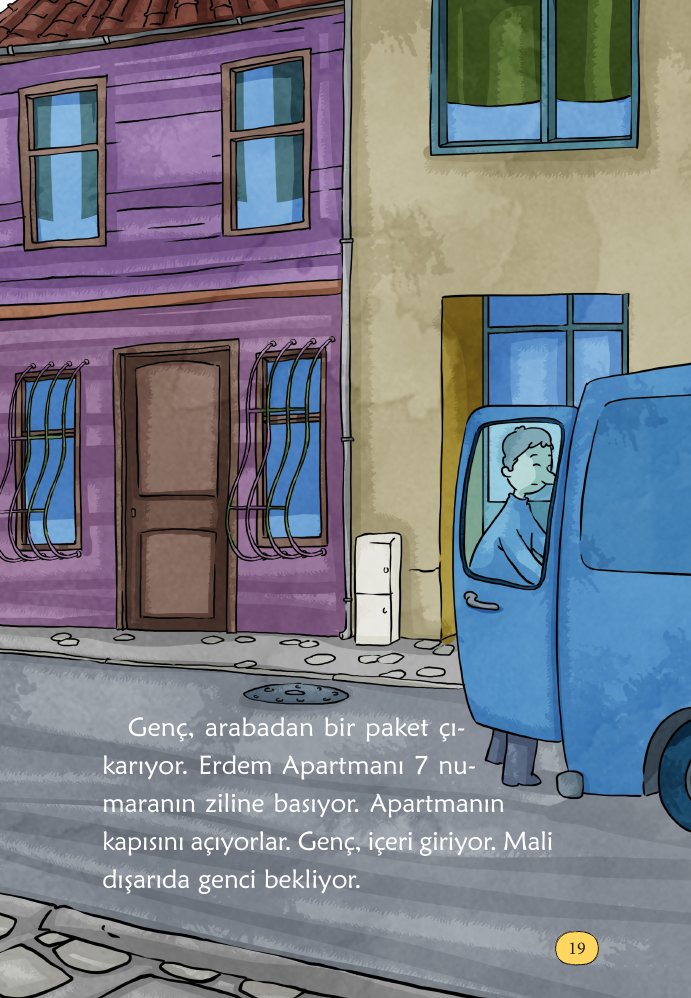 Genç, arabadan bir paket çı-
karıyor. Erdem Apartmanı 7 nu-
maranın ziline basıyor. Apartmanın
kapısını açıyorlar. Genç, içeri giriyor. Mali
dışarıda genci bekliyor.
19